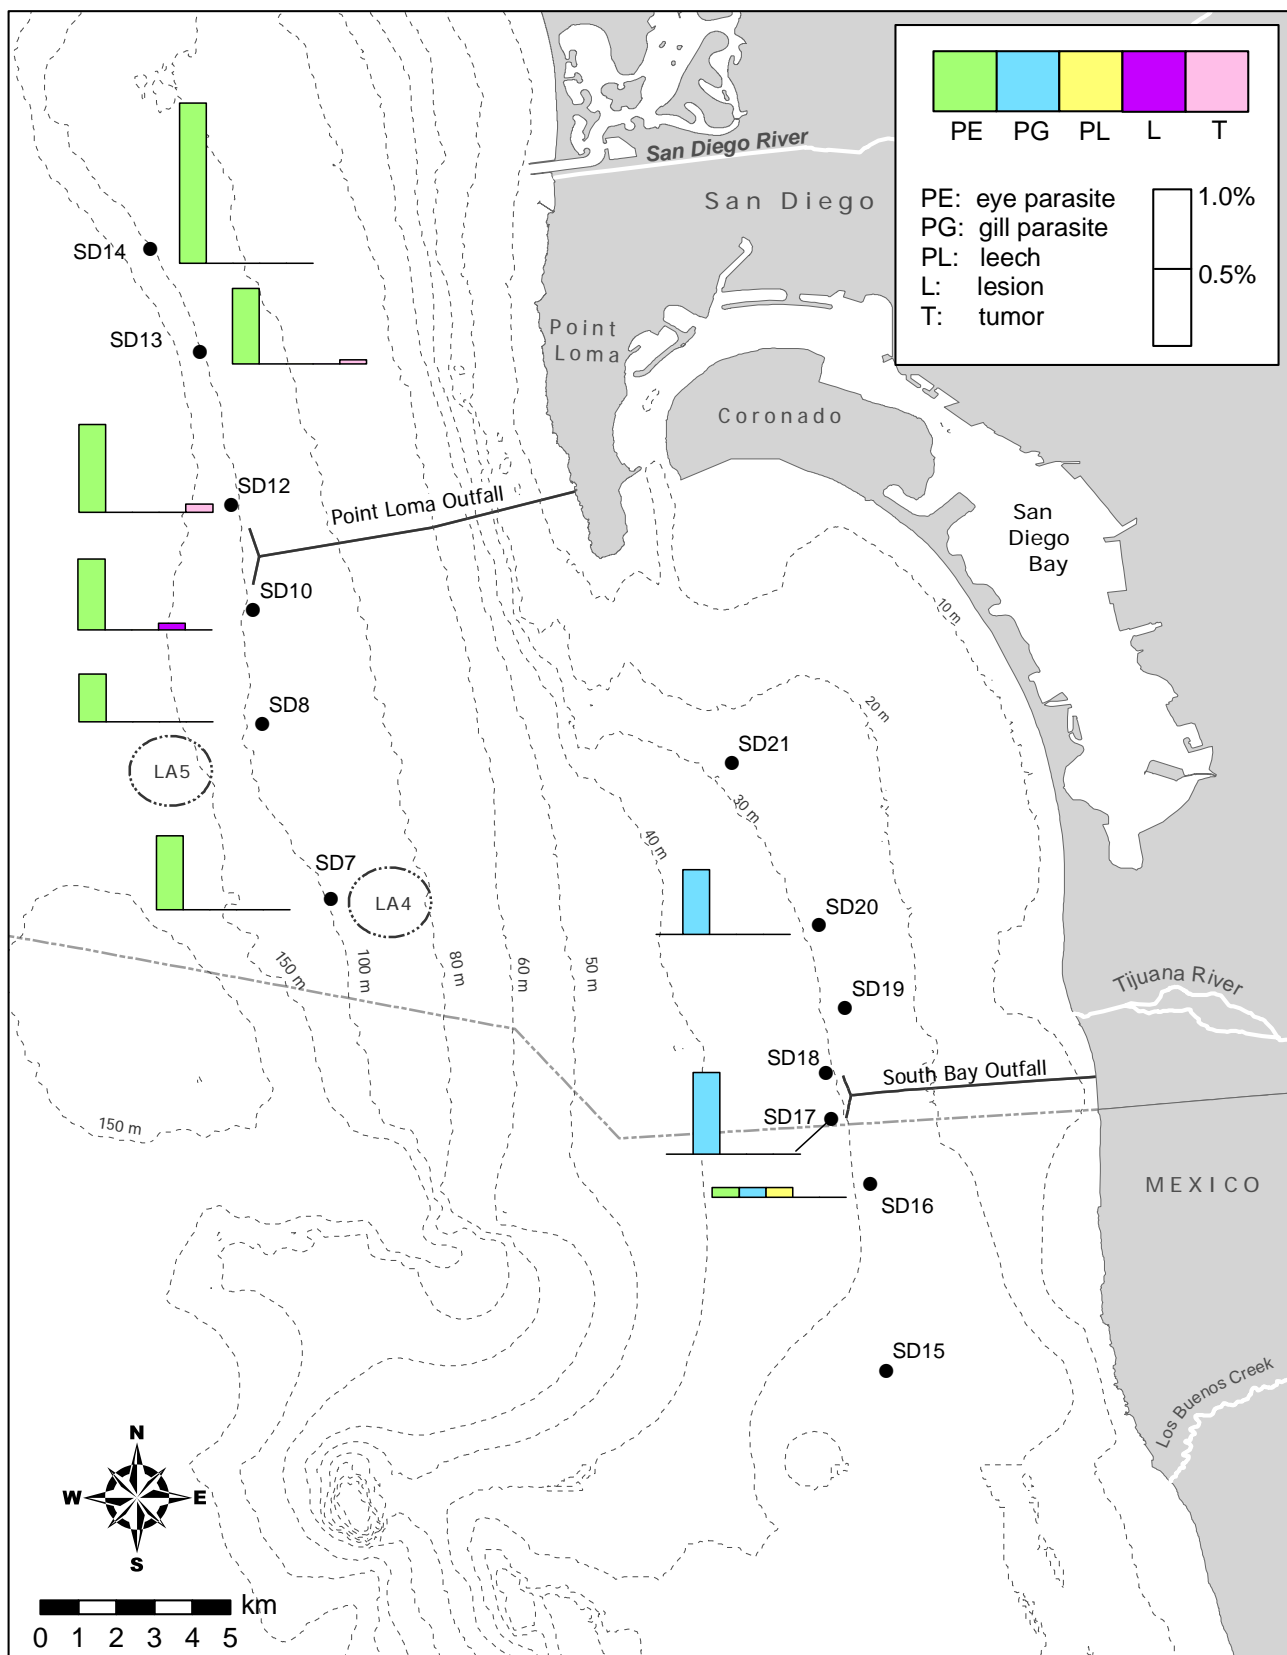 PE PG PL L T
PE: eye parasite
PG: gill parasite
PL: leech
L: lesion
T: tumor
1.0%
0.5%
San Diego River
San Diego
SD14
SD13
Point
Loma
Coronado
SD12
Point Loma Outfall
San
Diego
Bay
SD10
10 m
SD8
20 m
SD21
LA5
30 m
40 m
SD7
LA4
SD20
150 m
100 m
80 m
60 m
50 m
SD19
Tijuana River
SD18
South Bay Outfall
SD17
150 m
MEXICO
SD16
SD15
Los Buenos Creek
N
W E
S
km
0 1 2 3 4 5